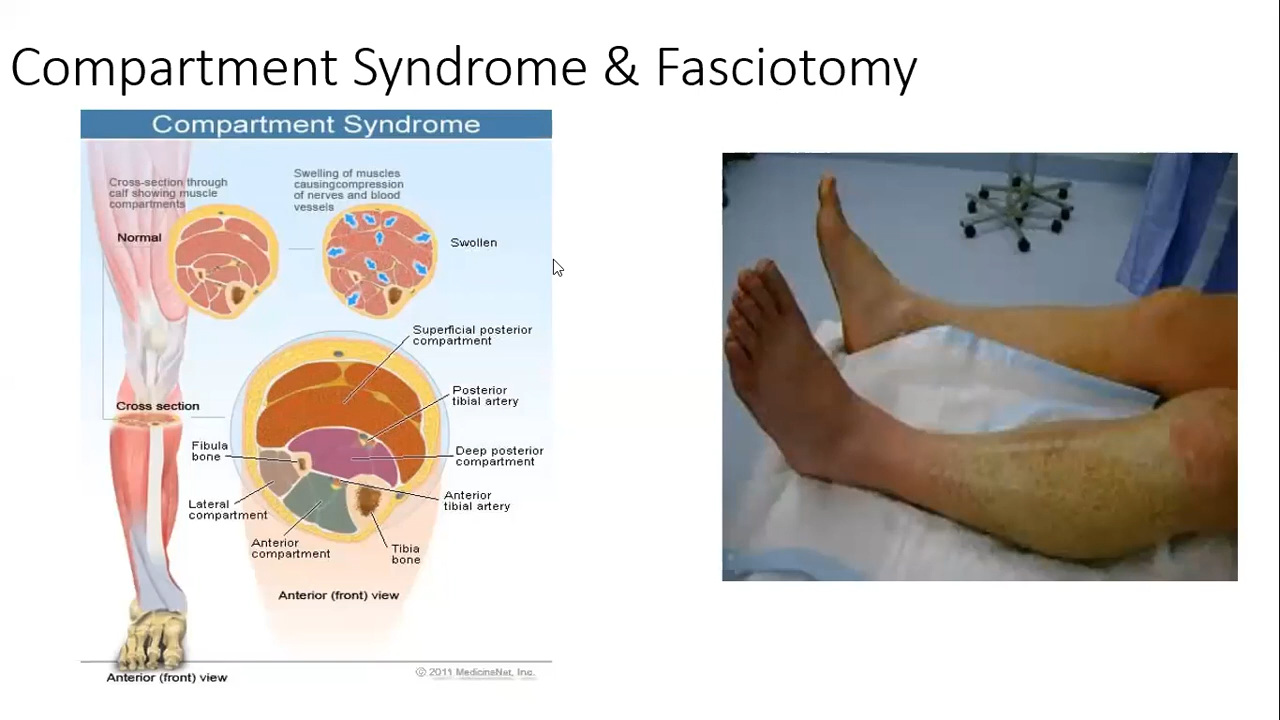 Compartment Syndrome & Fasciotomy
Compartment Syndrome
Cross-section through
calf showing muscle
compartments
Swelling of muscles
causingcompression
of nerves and blood
vessels
Normal
Swollen
Superficial posterior
compartment
Posterior
tibial artery
Cross section
Fibula
bone
Deep posterior
compartment
Lateral
compartment
Anterior
tibial artery
Anterior
compartment
Tibia
bone
Anterior (front) view
© 2011 MedicineNet, Inc.
Anterior (front) view